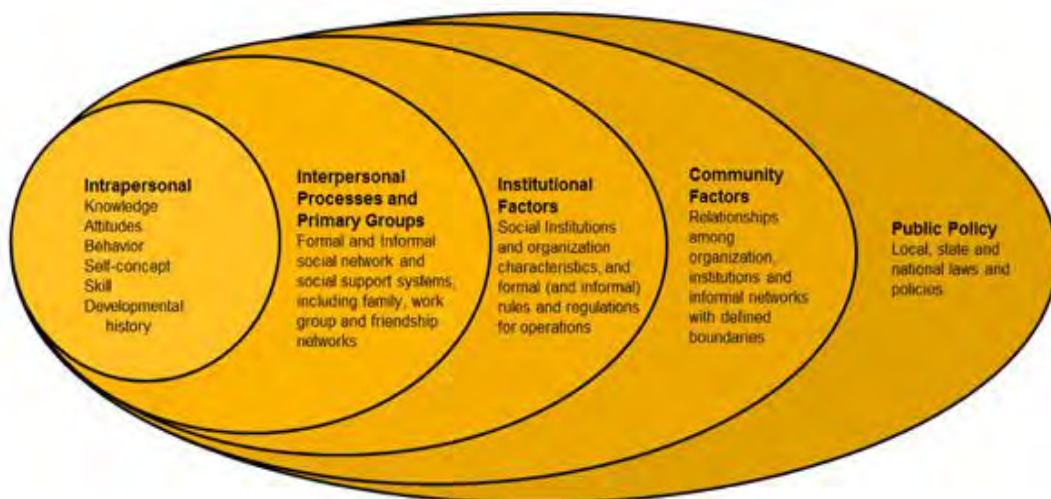 Intrapersonal
Knowledge
Attitudes
Behavior
Self-concept
Skill
Developmental
history
Interpersonal
Processes and
Primary Groups
Formal and Informal
social network and
social support systems,
including family, work
group and friendship
networks
Institutional
Factors
Social Institutions
and organization
characteristics, and
formal (and informal)
rules and regulations
for operations
Community
Factors
Relationships
among
organization,
institutions and
informal networks
with defined
boundaries
Public Policy
Local, state and
national laws and
policies